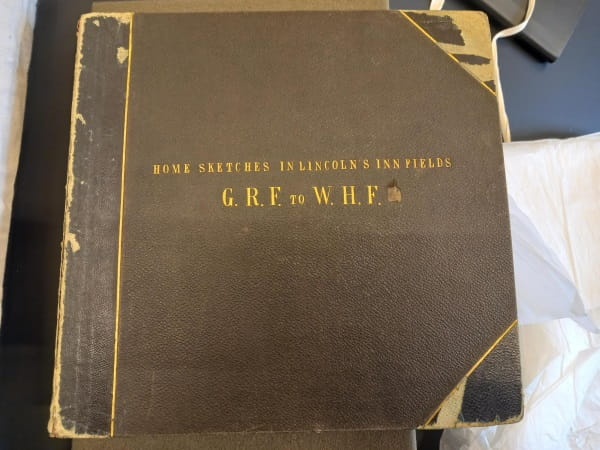 HOME SKETCHES IN LINCOLN'S INN FIELDS
G. R. F. TO W. H. F.